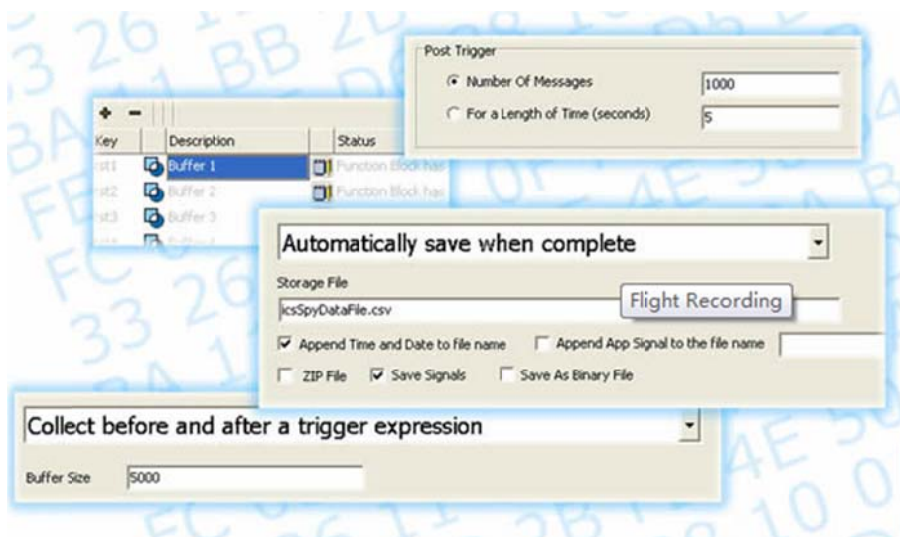 Post Trigger
Number Of Messages
1000
For a Length of Time (seconds)
5
Key Description Status
Buffer 1 Function Block has
Buffer 2 Function Block has
Buffer 3
Automatically save when complete
Storage File
icsSpyDataFile.csv
Flight Recording
Append Time and Date to file name Append App Signal to the file name
ZIP File Save Signals Save As Binary File
Collect before and after a trigger expression
Buffer Size 5000